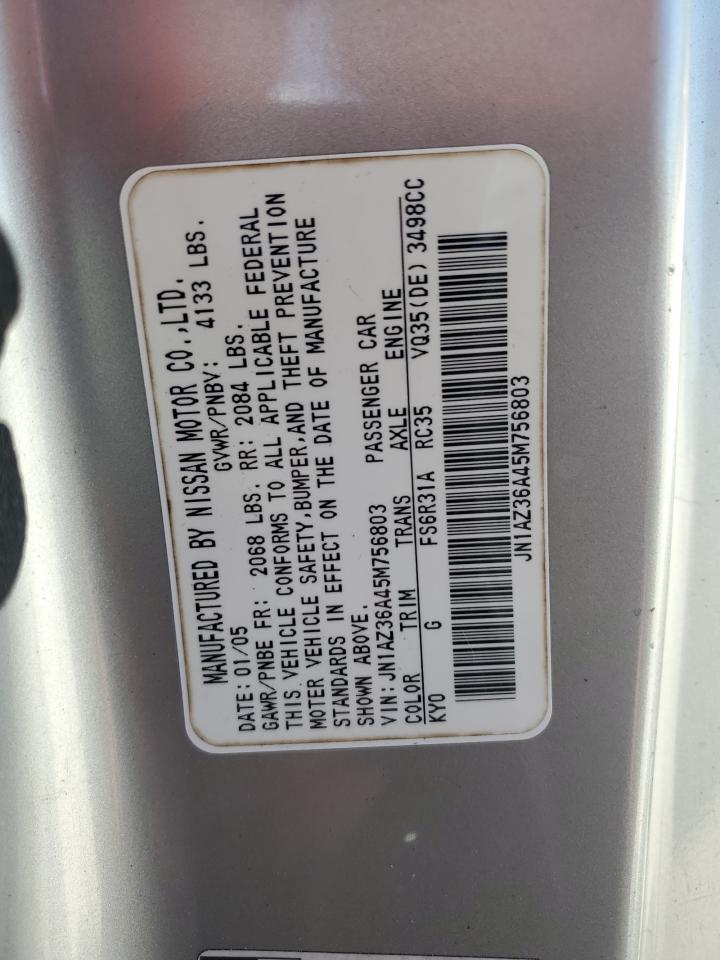 MANUFACTURED BY NISSAN MOTOR CO.,LTD.
DATE: 01/05 GVWR/PNBV: 4133 LBS.
GAWR/PNBE FR: 2068 LBS. RR: 2084 LBS.
THIS VEHICLE CONFORMS TO ALL APPLICABLE FEDERAL
MOTER VEHICLE SAFETY,BUMPER,AND THEFT PREVENTION
STANDARDS IN EFFECT ON THE DATE OF MANUFACTURE
SHOWN ABOVE.
VIN: JN1AZ36A45M756803 PASSENGER CAR
COLOR TRIM TRANS AXLE ENGINE
KY0 G FS6R31A RC35 VQ35(DE) 3498CC
JN1AZ36A45M756803